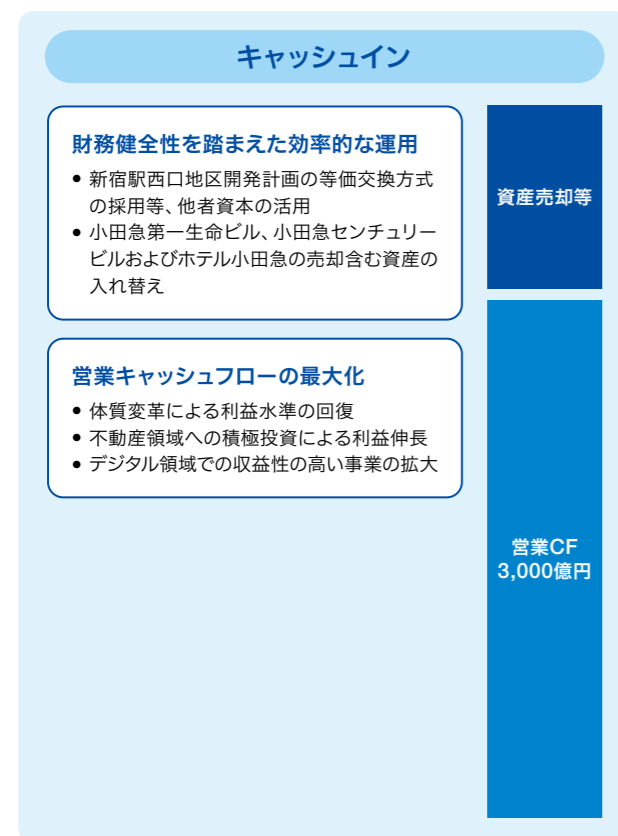 キャッシュイン
財務健全性を踏まえた効率的な運用
● 新宿駅西口地区開発計画の等価交換方式
の採用等、他者資本の活用
● 小田急第一生命ビル、小田急センチュリー
ビルおよびホテル小田急の売却含む資産の
入れ替え
資産売却等
営業キャッシュフローの最大化
● 体質変革による利益水準の回復
● 不動産領域への積極投資による利益伸長
● デジタル領域での収益性の高い事業の拡大
営業CF
3,000億円